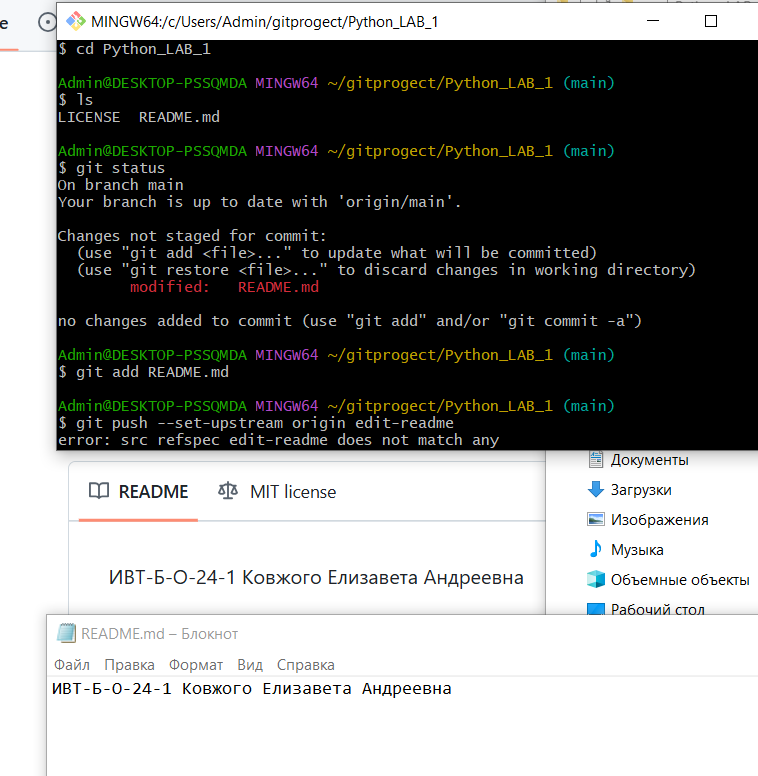 e
MINGW64:/c/Users/Admin/gitprogect/Python_LAB_1
$ cd Python_LAB_1
Admin@DESKTOP-PSSQMDA MINGW64 ~/gitprogect/Python_LAB_1 (main)
$ ls
LICENSE  README.md
Admin@DESKTOP-PSSQMDA MINGW64 ~/gitprogect/Python_LAB_1 (main)
$ git status
On branch main
Your branch is up to date with 'origin/main'.
Changes not staged for commit:
  (use "git add <file>..." to update what will be committed)
  (use "git restore <file>..." to discard changes in working directory)
        modified:   README.md
no changes added to commit (use "git add" and/or "git commit -a")
Admin@DESKTOP-PSSQMDA MINGW64 ~/gitprogect/Python_LAB_1 (main)
$ git add README.md
Admin@DESKTOP-PSSQMDA MINGW64 ~/gitprogect/Python_LAB_1 (main)
$ git push --set-upstream origin edit-readme
error: src refspec edit-readme does not match any
Документы
Загрузки
Изображения
Музыка
Объемные объекты
Рабочий стол
README MIT license
ИВТ-Б-О-24-1 Ковжого Елизавета Андреевна
README.md – Блокнот
Файл Правка Формат Вид Справка
ИВТ-Б-О-24-1 Ковжого Елизавета Андреевна